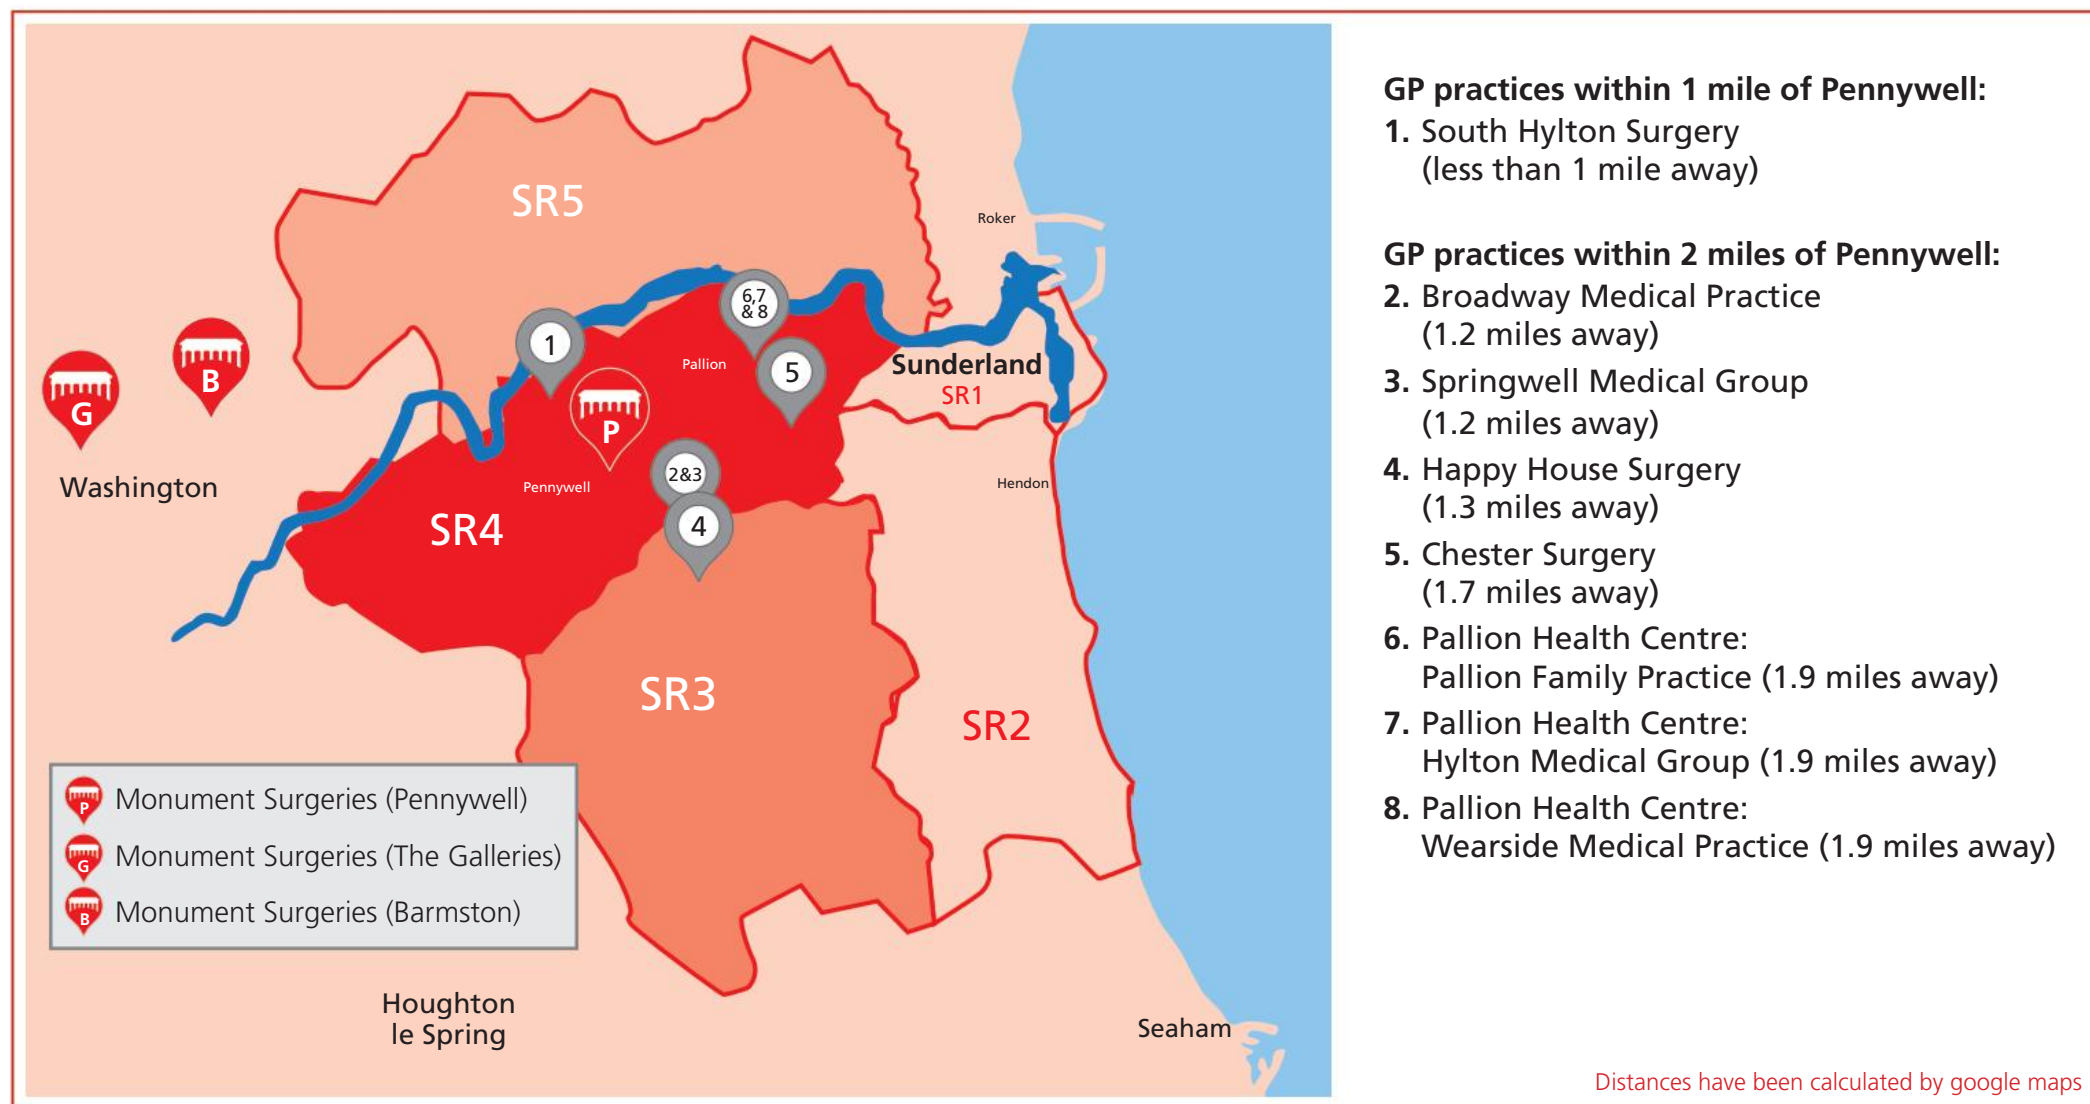 SR5
Roker
6,7
& 8
1
B
Pallion
5
Sunderland
SR1
G
P
2&3
Washington
Pennywell
Hendon
SR4
4
SR3
SR2
P Monument Surgeries (Pennywell)
G Monument Surgeries (The Galleries)
B Monument Surgeries (Barmston)
Houghton
le Spring
Seaham
GP practices within 1 mile of Pennywell:
1. South Hylton Surgery
(less than 1 mile away)
GP practices within 2 miles of Pennywell:
2. Broadway Medical Practice
(1.2 miles away)
3. Springwell Medical Group
(1.2 miles away)
4. Happy House Surgery
(1.3 miles away)
5. Chester Surgery
(1.7 miles away)
6. Pallion Health Centre:
Pallion Family Practice (1.9 miles away)
7. Pallion Health Centre:
Hylton Medical Group (1.9 miles away)
8. Pallion Health Centre:
Wearside Medical Practice (1.9 miles away)
Distances have been calculated by google maps